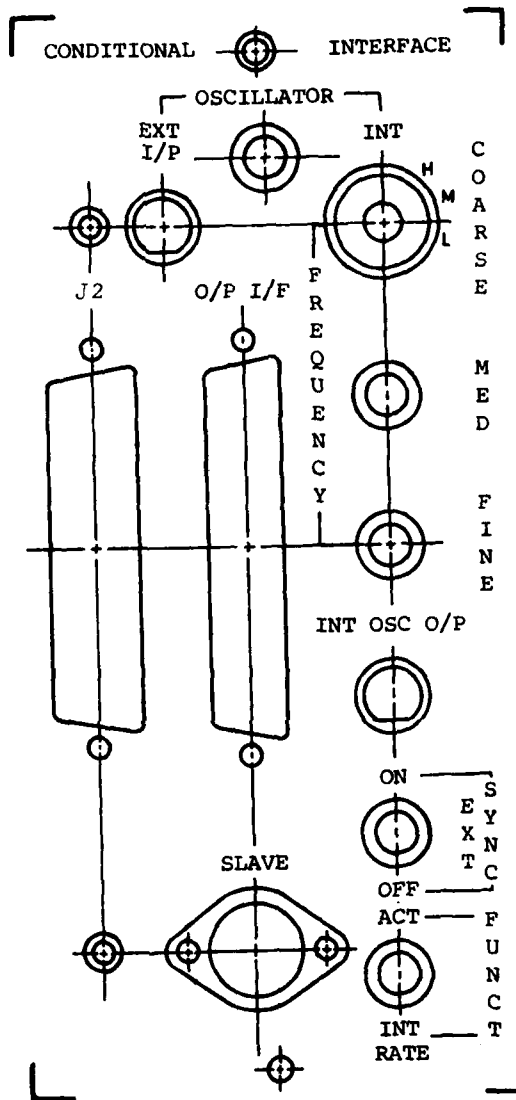 CONDITIONAL INTERFACE
OSCILLATOR
EXT
I/P
INT
H
M
L
COARSE
J2
O/P I/F
FREQUENCY
MED
FINE
INT OSC O/P
ON
EXT
SYNC
OFF
SLAVE
ACT
FUNCT
INT
RATE